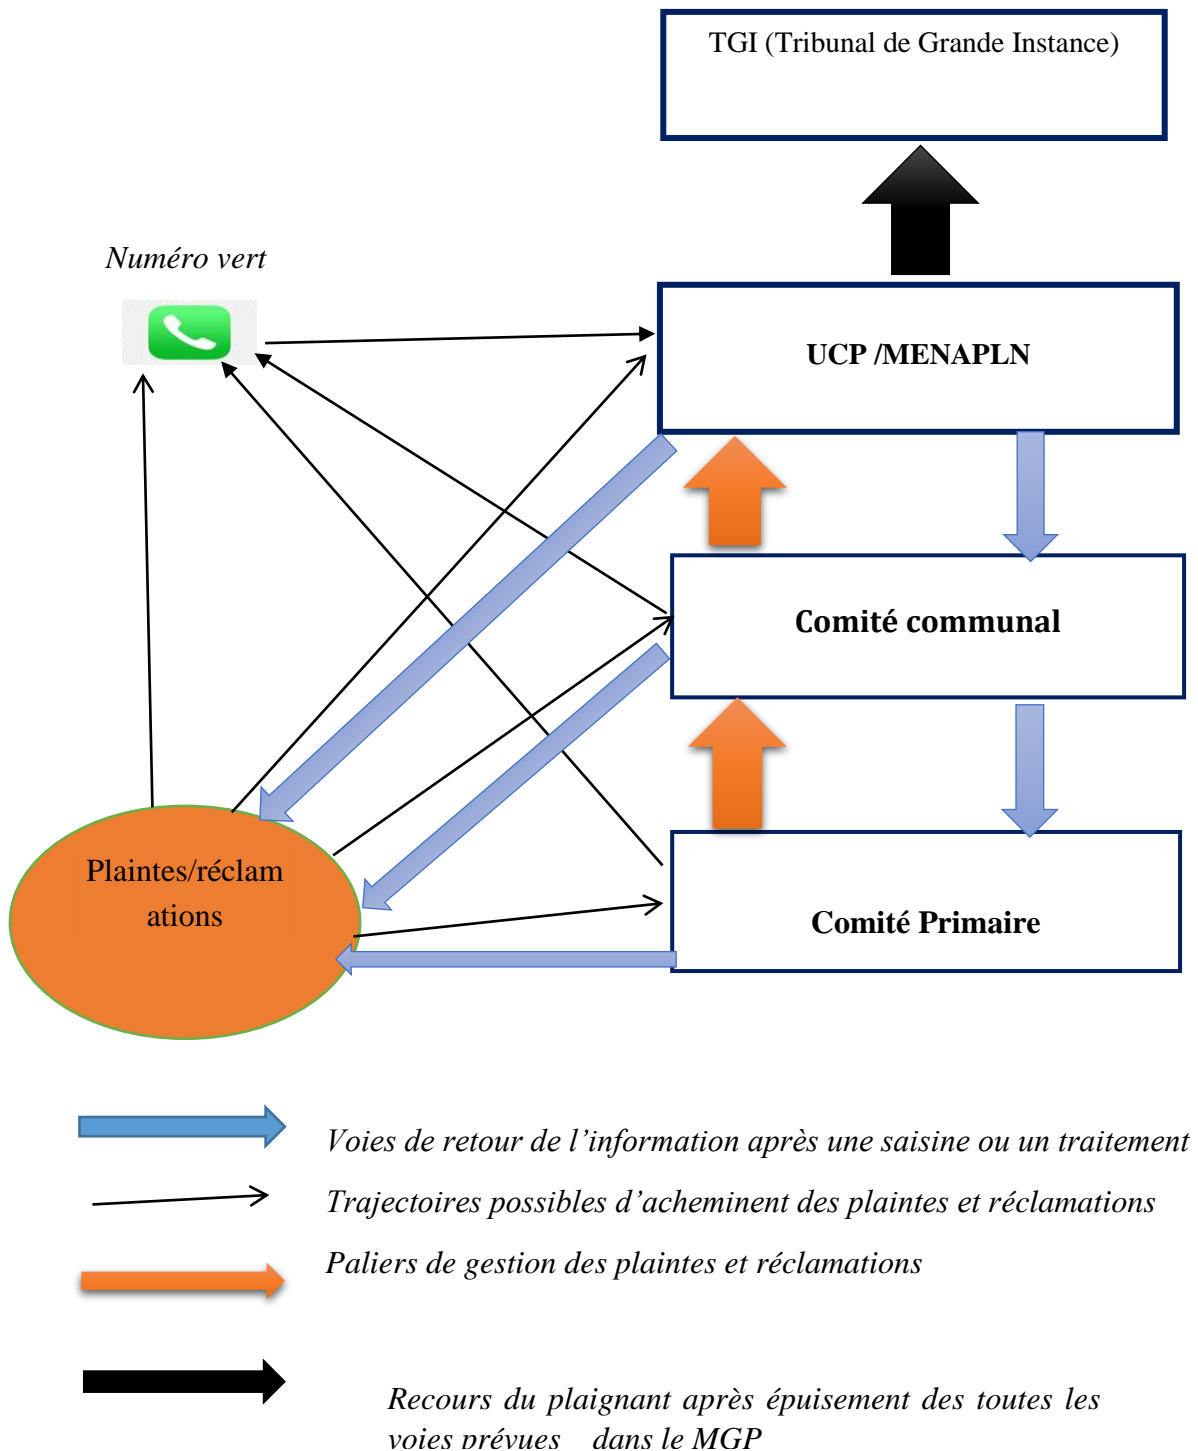 TGI (Tribunal de Grande Instance)
Numéro vert
UCP /MENAPLN
Comité communal
Plaintes/réclam
ations
Comité Primaire
Voies de retour de l’information après une saisine ou un traitement
Trajectoires possibles d’acheminent des plaintes et réclamations
Paliers de gestion des plaintes et réclamations
Recours du plaignant après épuisement des toutes les
voies prévues dans le MGP